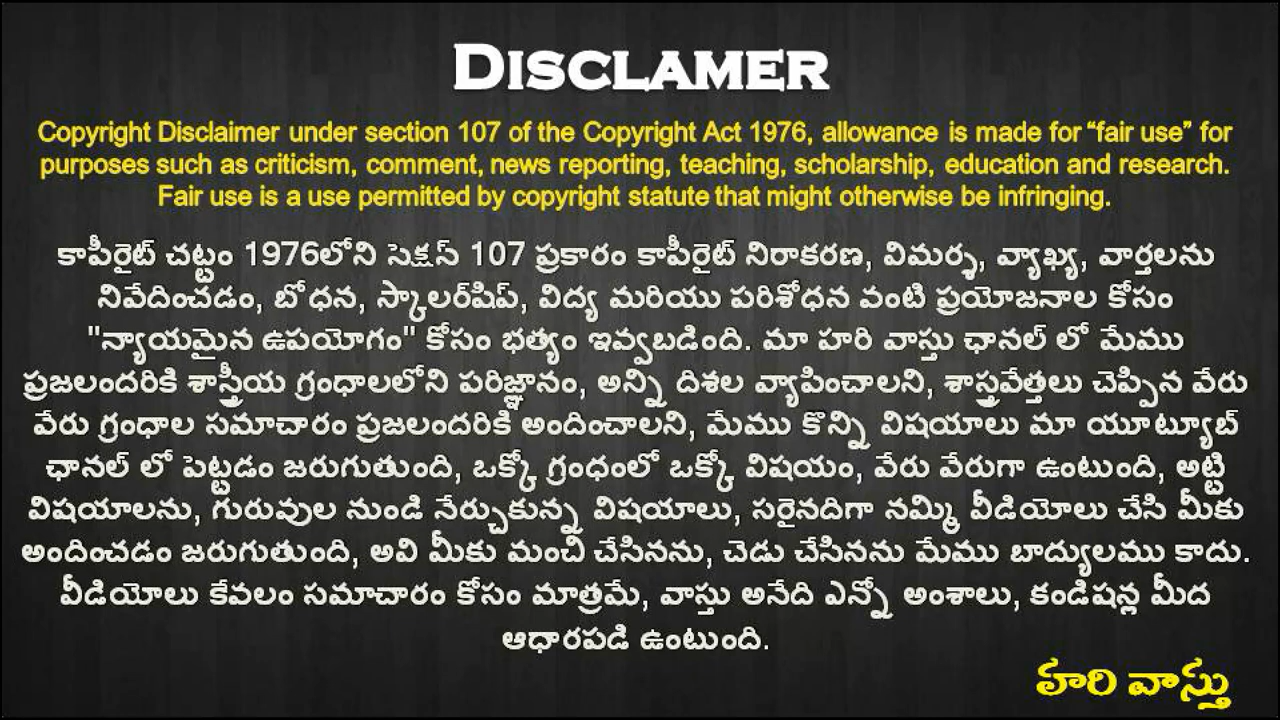 DISCLAMER
Copyright Disclaimer under section 107 of the Copyright Act 1976, allowance is made for “fair use” for
purposes such as criticism, comment, news reporting, teaching, scholarship, education and research.
Fair use is a use permitted by copyright statute that might otherwise be infringing.
కాపీరైట్ చట్టం 1976లోని సెక్షన్ 107 ప్రకారం కాపీరైట్ నిరాకరణ, విమర్శ, వ్యాఖ్య, వార్తలను
నివేదించడం, బోధన, స్కాలర్‌షిప్, విద్య మరియు పరిశోధన వంటి ప్రయోజనాల కోసం
"న్యాయమైన ఉపయోగం" కోసం భత్యం ఇవ్వబడింది. మా హరి వాస్తు ఛానల్ లో మేము
ప్రజలందరికి శాస్త్రీయ గ్రంధాలలోని పరిజ్ఞానం, అన్ని దిశల వ్యాపించాలని, శాస్త్రవేత్తలు చెప్పిన వేరు
వేరు గ్రంధాల సమాచారం ప్రజలందరికి అందించాలని, మేము కొన్ని విషయాలు మా యూట్యూబ్
ఛానల్ లో పెట్టడం జరుగుతుంది, ఒక్కో గ్రంధంలో ఒక్కో విషయం, వేరు వేరుగా ఉంటుంది, అట్టి
విషయాలను, గురువుల నుండి నేర్చుకున్న విషయాలు, సరైనదిగా నమ్మి వీడియోలు చేసి మీకు
అందించడం జరుగుతుంది, అవి మీకు మంచి చేసినను, చెడు చేసినను మేము బాద్యులము కాదు.
వీడియోలు కేవలం సమాచారం కోసం మాత్రమే, వాస్తు అనేది ఎన్నో అంశాలు, కండిషన్ల మీద
ఆధారపడి ఉంటుంది.
హరి వాస్తు